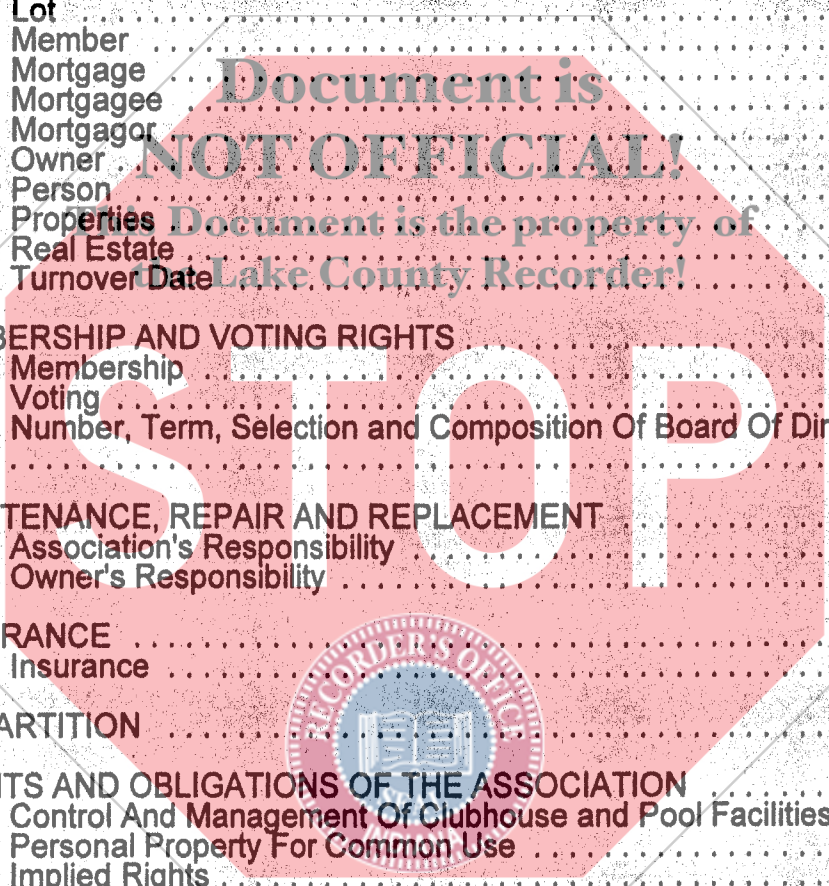 Lot
Member
Mortgage
Mortgagee
Mortgagor
Owner
Person
Properties
Real Estate
Turnover Date
BERSHIP AND VOTING RIGHTS
Membership
Voting
Number, Term, Selection and Composition Of Board Of Dir
TENANCE, REPAIR AND REPLACEMENT
Association's Responsibility
Owner's Responsibility
RANCE
Insurance
ARTITION
TS AND OBLIGATIONS OF THE ASSOCIATION
Control And Management Of Clubhouse and Pool Facilities
Personal Property For Common Use
Implied Rights
Document is
NOT OFFICIAL!
This Document is the property of
the Lake County Recorder!
STOP
RECORDER'S OFFICE
INDIANA